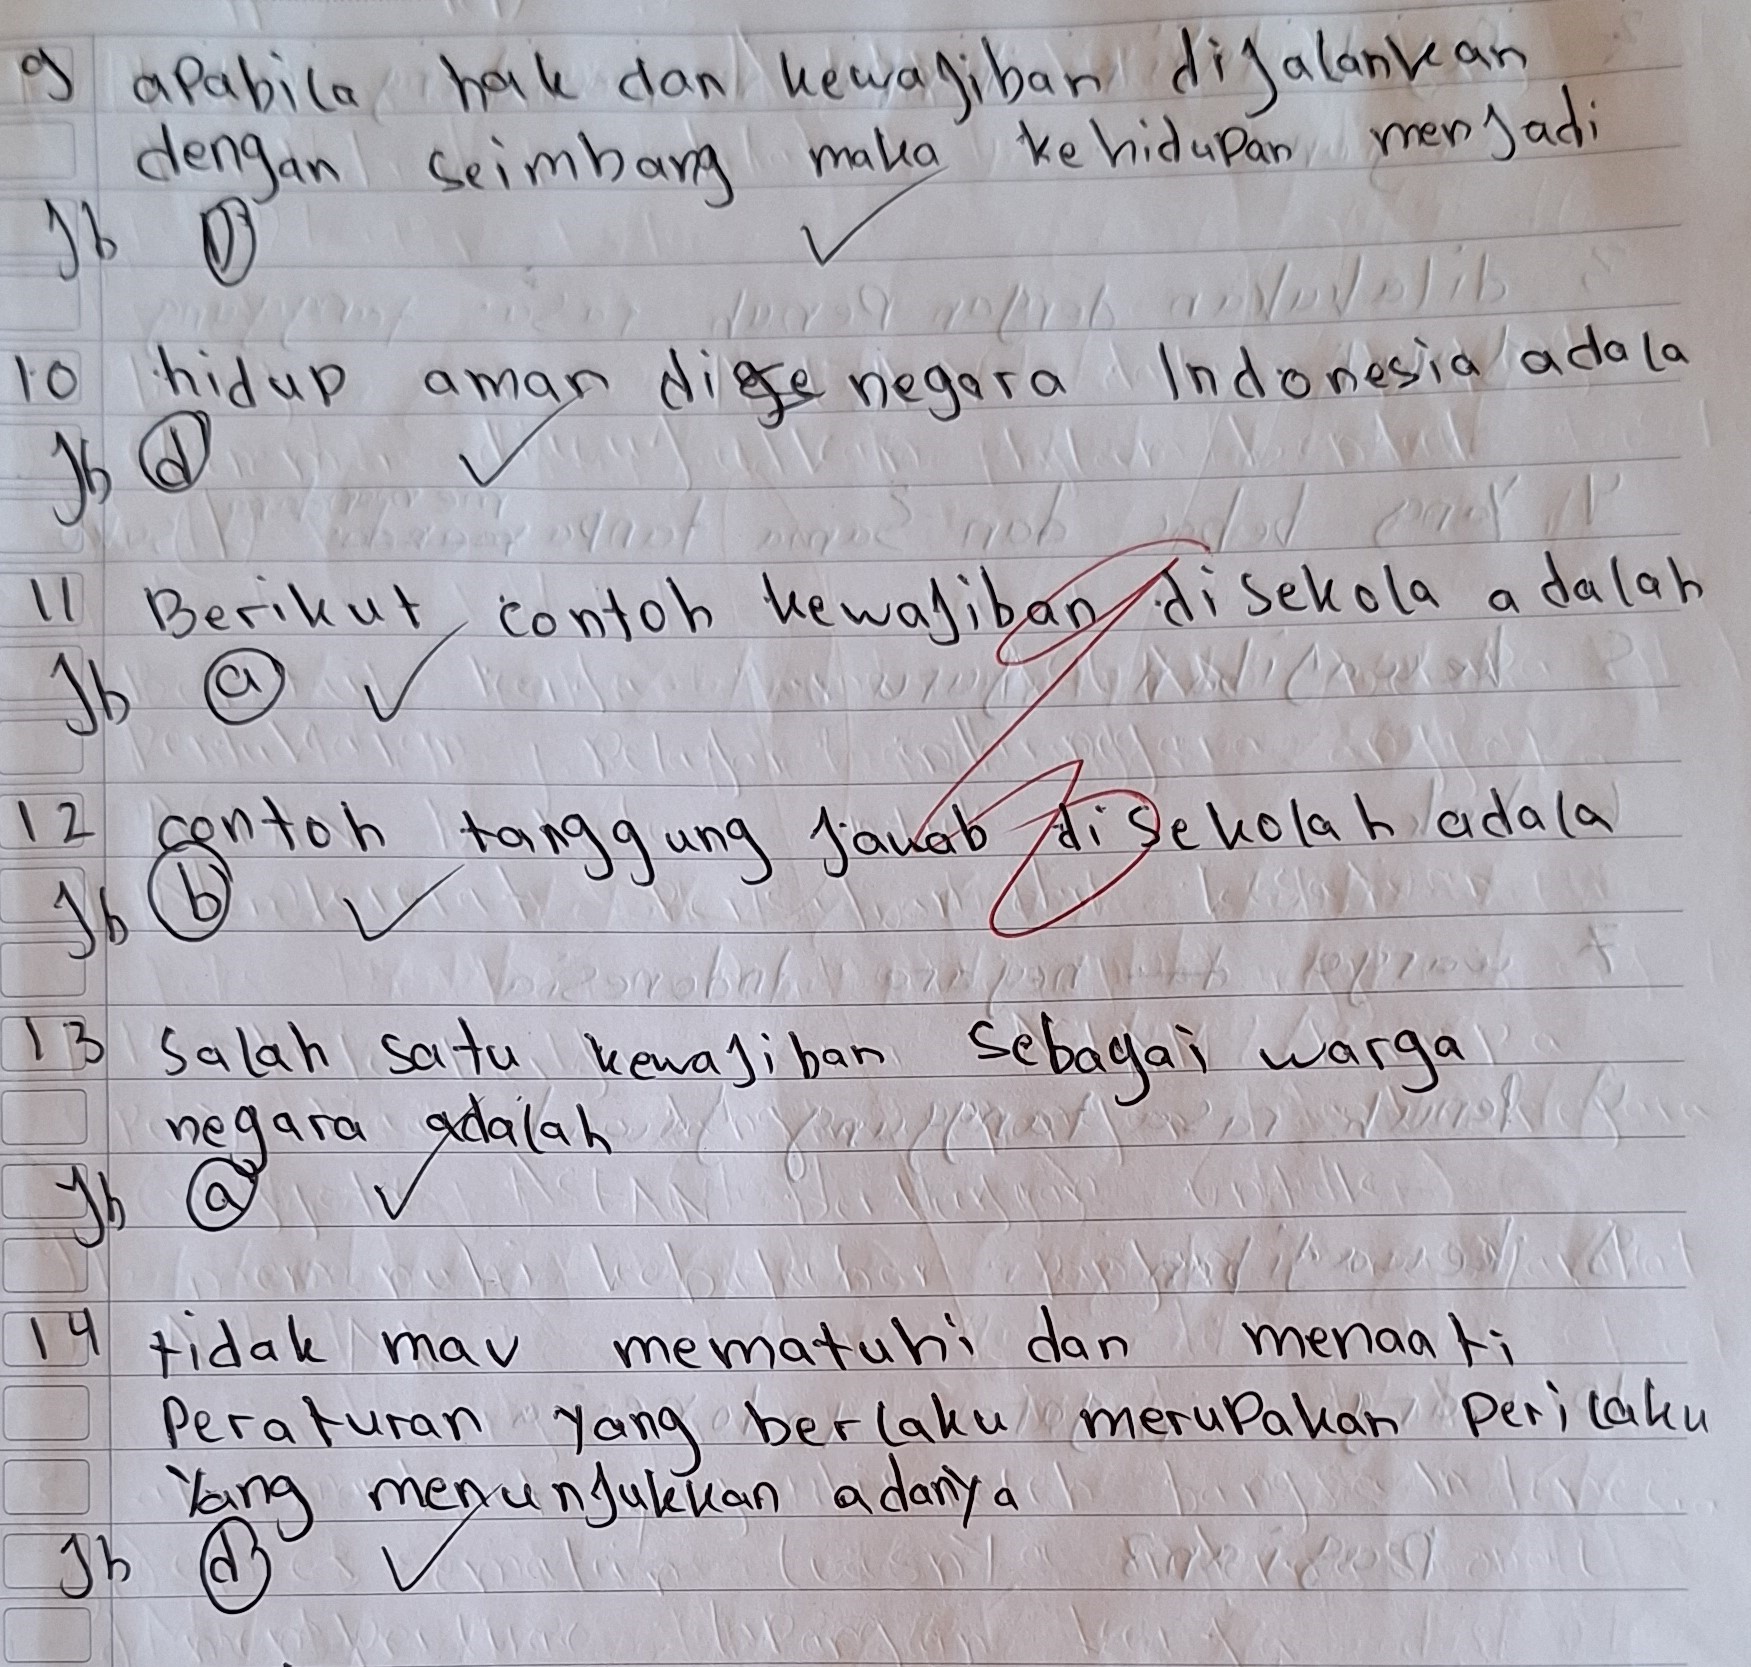 9 apabila hak dan kewajiban dijalankan
dengan seimbang maka kehidupan menjadi
Jb D
10 hidup aman di negara Indonesia adala
Jb d
11 Berikut contoh kewajiban disekola adalah
Jb a
12 contoh tanggung jawab disekolah adala
Jb b
13 Salah satu kewajiban sebagai warga
negara adalah
Jb a
14 tidak mau mematuhi dan menaati
Peraturan yang berlaku merupakan perilaku
Yang menunjukkan adanya
Jb d